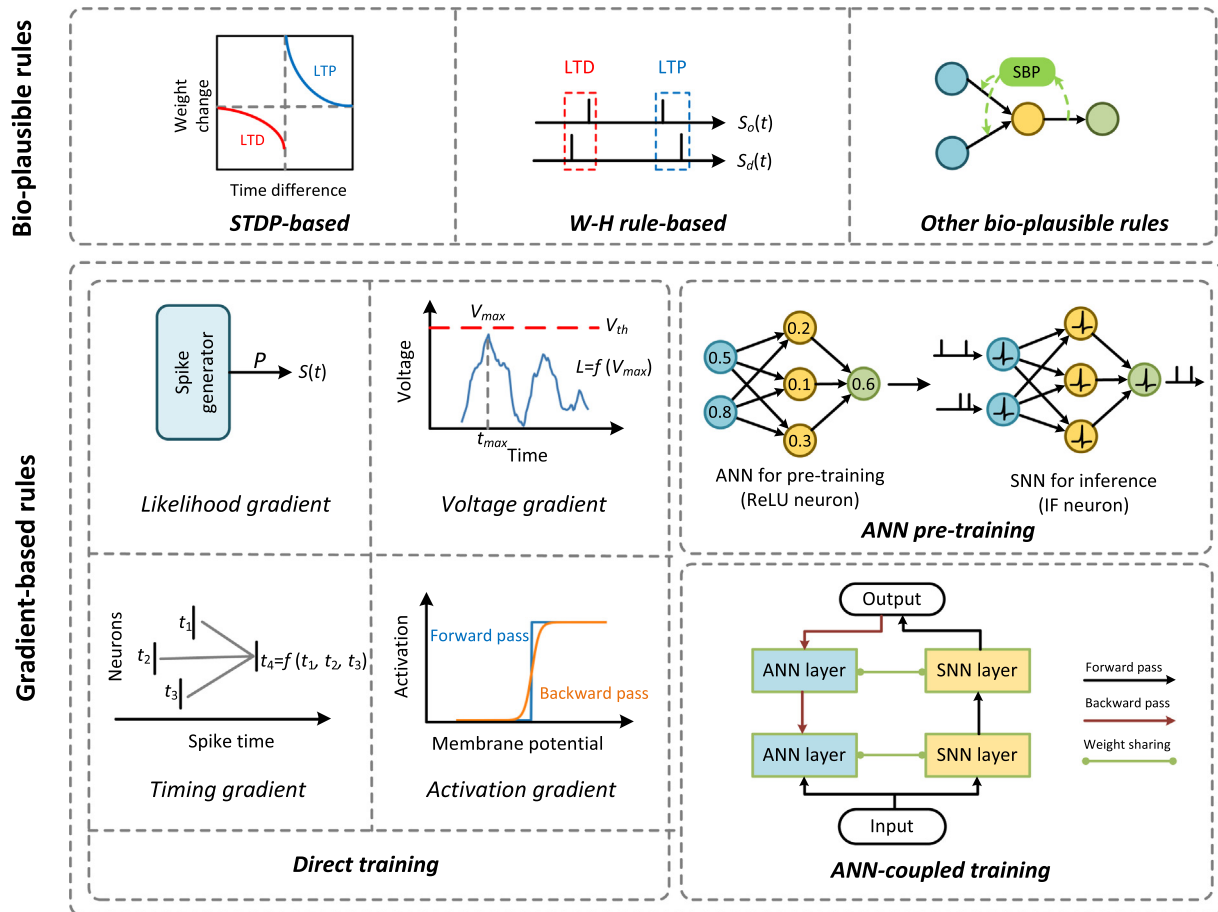 Bio-plausible rules
Weight
change
LTP
LTD
Time difference
STDP-based
LTD
LTP
So(t)
Sd(t)
W-H rule-based
SBP
Other bio-plausible rules
Gradient-based rules
Spike
generator
P
S(t)
Likelihood gradient
Voltage
Vmax
Vth
L=f (Vmax)
tmax
Time
Voltage gradient
0.5
0.8
0.2
0.1
0.3
0.6
ANN for pre-training
(ReLU neuron)
SNN for inference
(IF neuron)
ANN pre-training
Neurons
t1
t2
t3
t4=f (t1, t2, t3)
Spike time
Timing gradient
Activation
Forward pass
Backward pass
Membrane potential
Activation gradient
Direct training
Output
ANN layer
SNN layer
ANN layer
SNN layer
Input
Forward pass
Backward pass
Weight sharing
ANN-coupled training